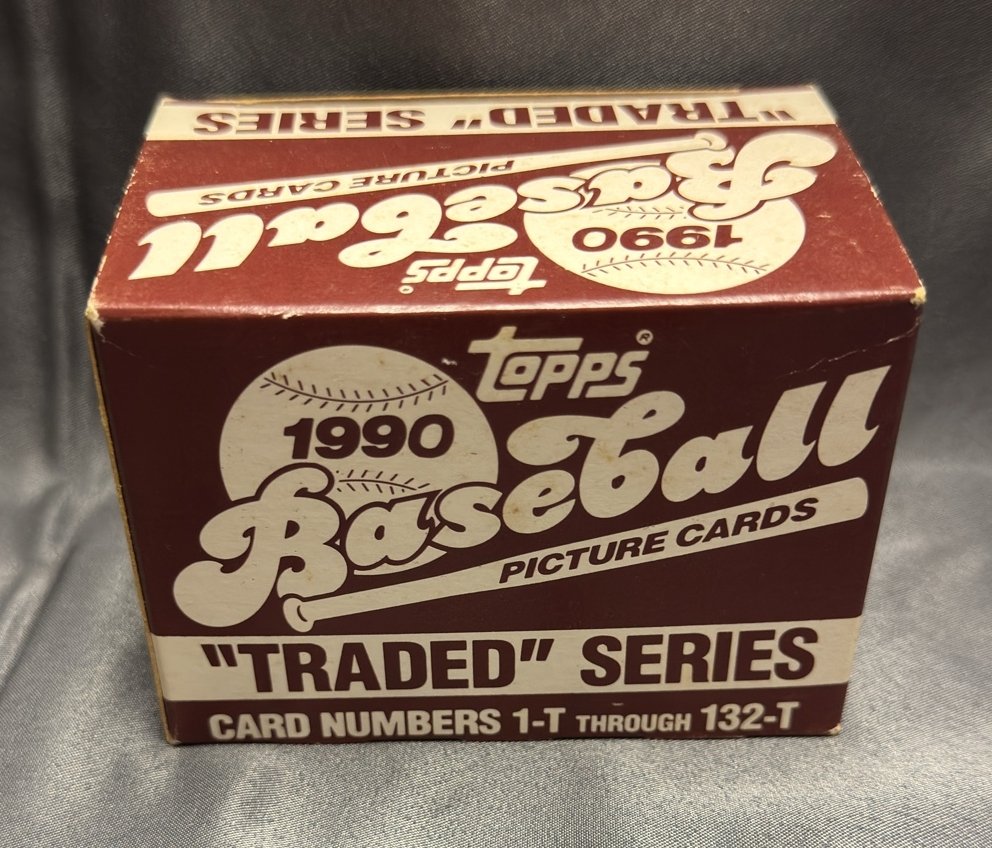 "TRADED" SERIES
PICTURE CARDS
Baseball
1990
TOPPS®
TOPPS®
1990
Baseball
PICTURE CARDS
"TRADED" SERIES
CARD NUMBERS 1-T THROUGH 132-T